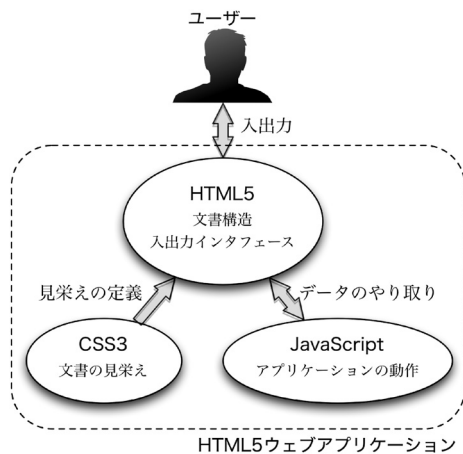 ユーザー
入出力
HTML5
文書構造
入出力インタフェース
見栄えの定義
データのやり取り
CSS3
文書の見栄え
JavaScript
アプリケーションの動作
HTML5ウェブアプリケーション